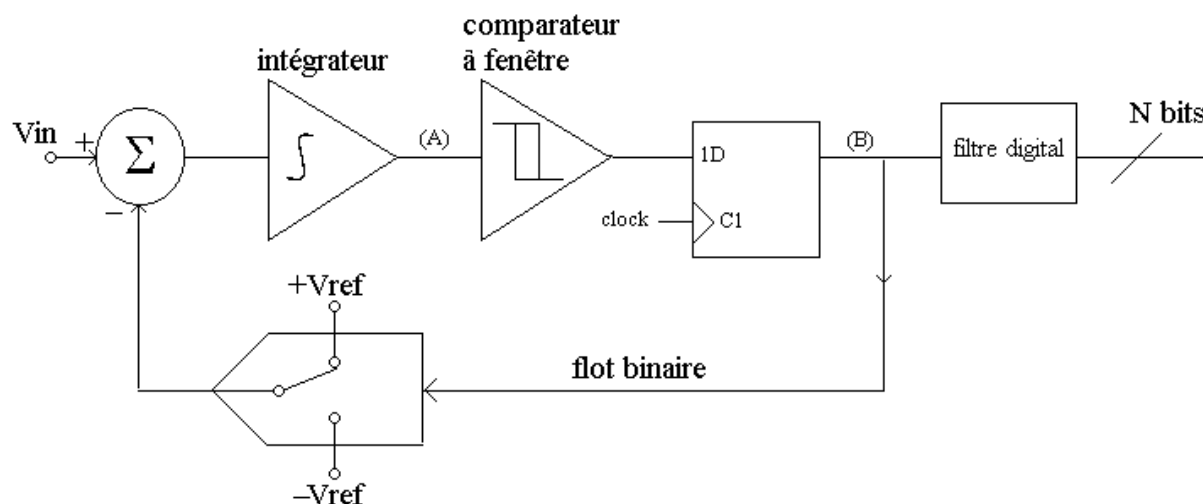 comparateur
à fenêtre
intégrateur
Vin
+
Σ
−
∫
(A)
1D
clock
C1
(B)
filtre digital
N bits
+Vref
flot binaire
−Vref